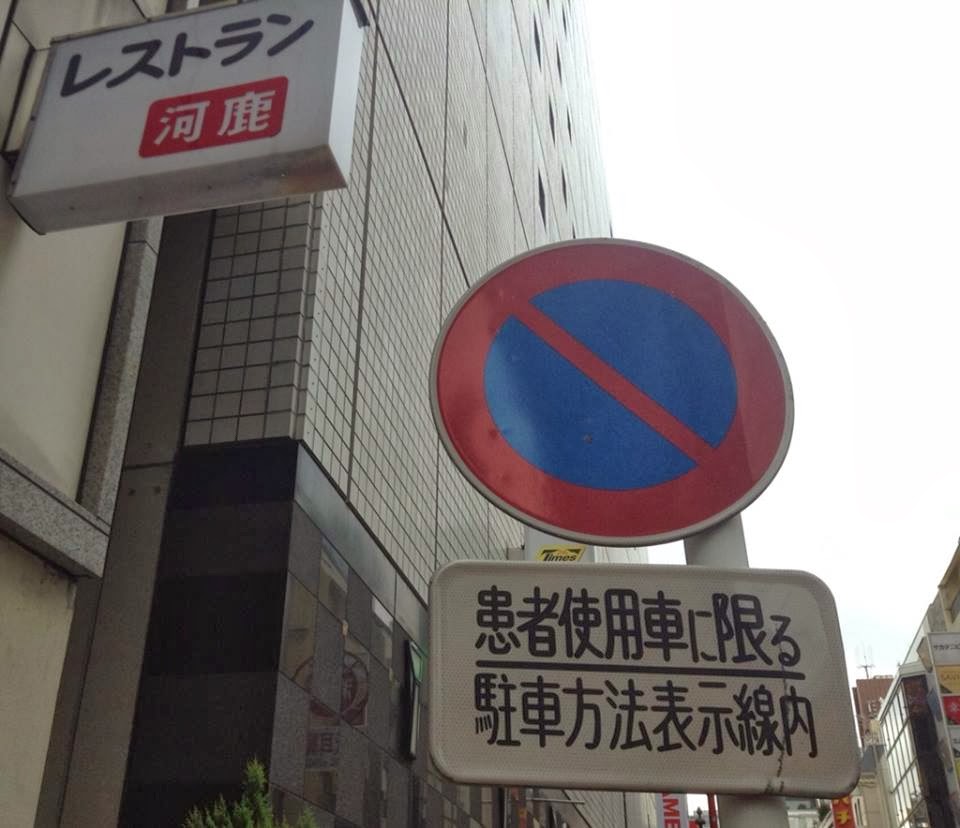 レストラン
河鹿
Times
患者使用車に限る
駐車方法表示線内